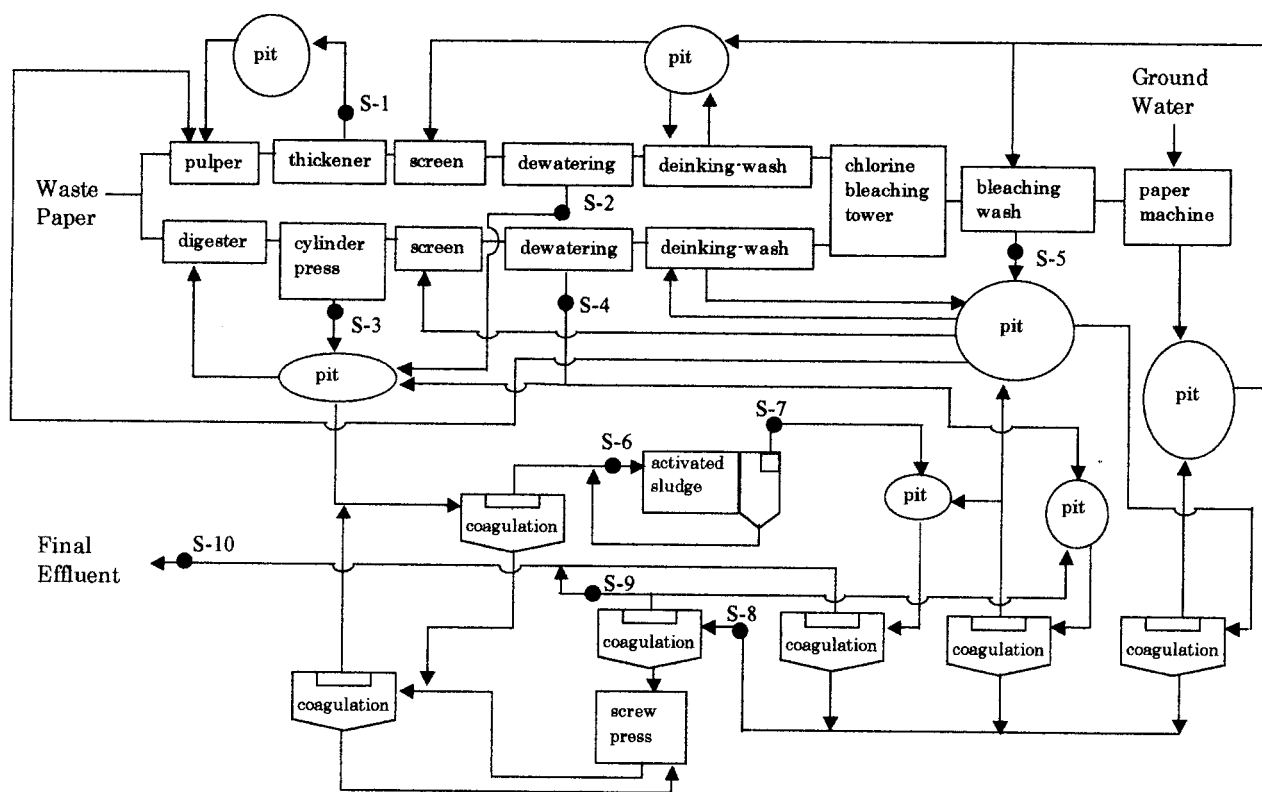 pit
pit
Ground
Water
S-1
pulper
thickener
screen
dewatering
deinking-wash
chlorine
bleaching
tower
bleaching
wash
paper
machine
Waste
Paper
S-2
digester
cylinder
press
screen
dewatering
deinking-wash
S-5
S-3
S-4
pit
pit
pit
S-7
S-6
activated
sludge
pit
pit
coagulation
Final
Effluent
S-10
S-9
S-8
coagulation
coagulation
coagulation
coagulation
coagulation
screw
press